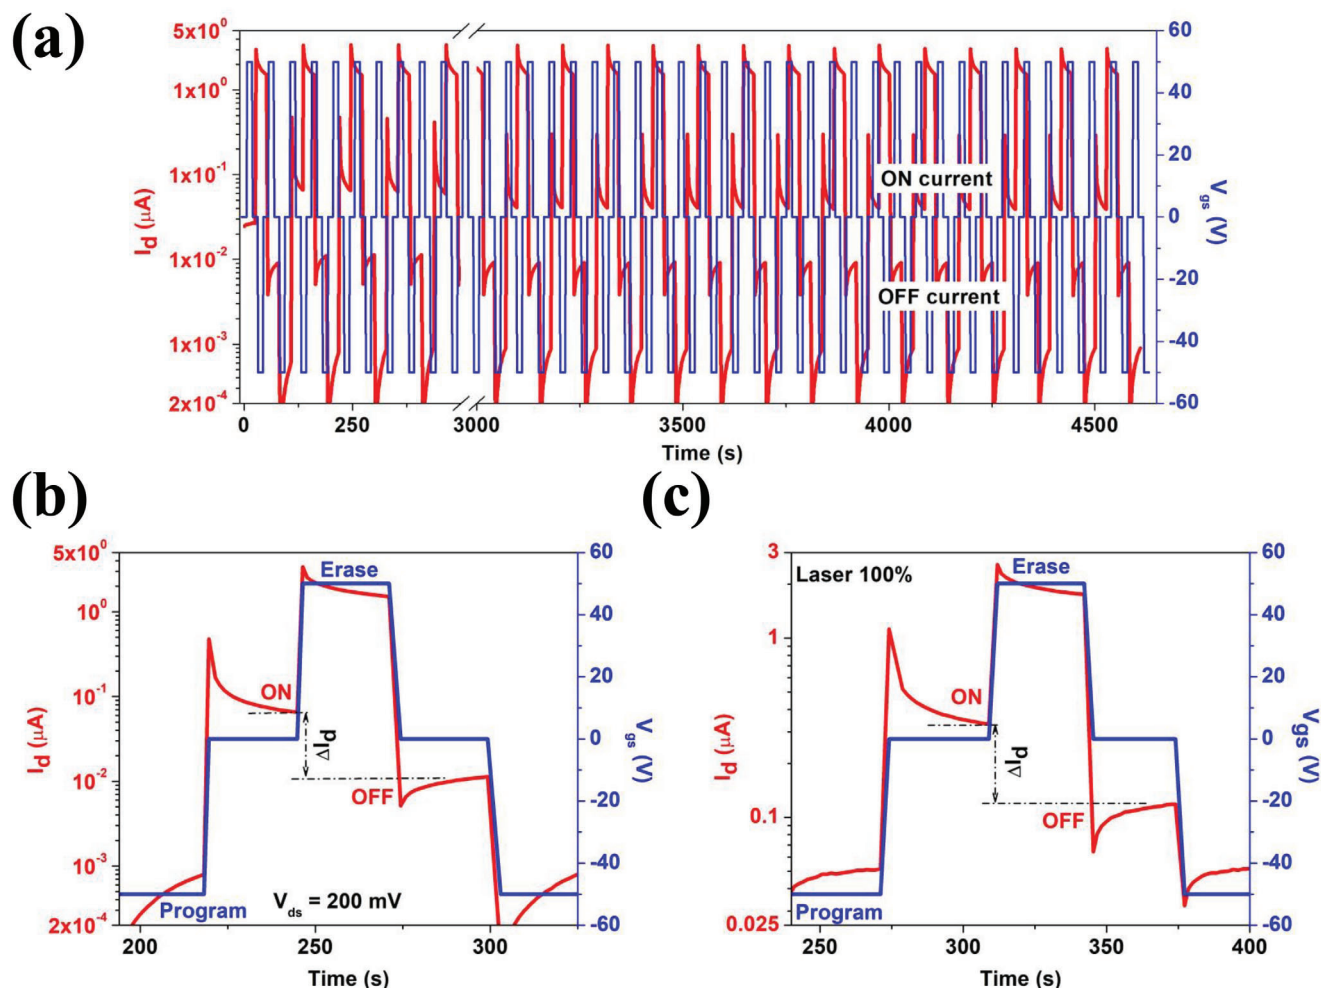 (a)
5x10⁰
1x10⁰
1x10⁻¹
1x10⁻²
1x10⁻³
2x10⁻⁴
I_d (μA)
60
40
20
0
-20
-40
-60
V_gs (V)
ON current
OFF current
0 250 3000 3500 4000 4500
Time (s)
(b)
5x10⁰
10⁰
10⁻¹
10⁻²
10⁻³
2x10⁻⁴
I_d (μA)
Erase
ON
ΔI_d
OFF
Program
V_ds = 200 mV
60
40
20
0
-20
-40
-60
V_gs (V)
200 250 300
Time (s)
(c)
3
1
0.1
0.025
I_d (μA)
Laser 100%
Erase
ON
ΔI_d
OFF
Program
60
40
20
0
-20
-40
-60
V_gs (V)
250 300 350 400
Time (s)